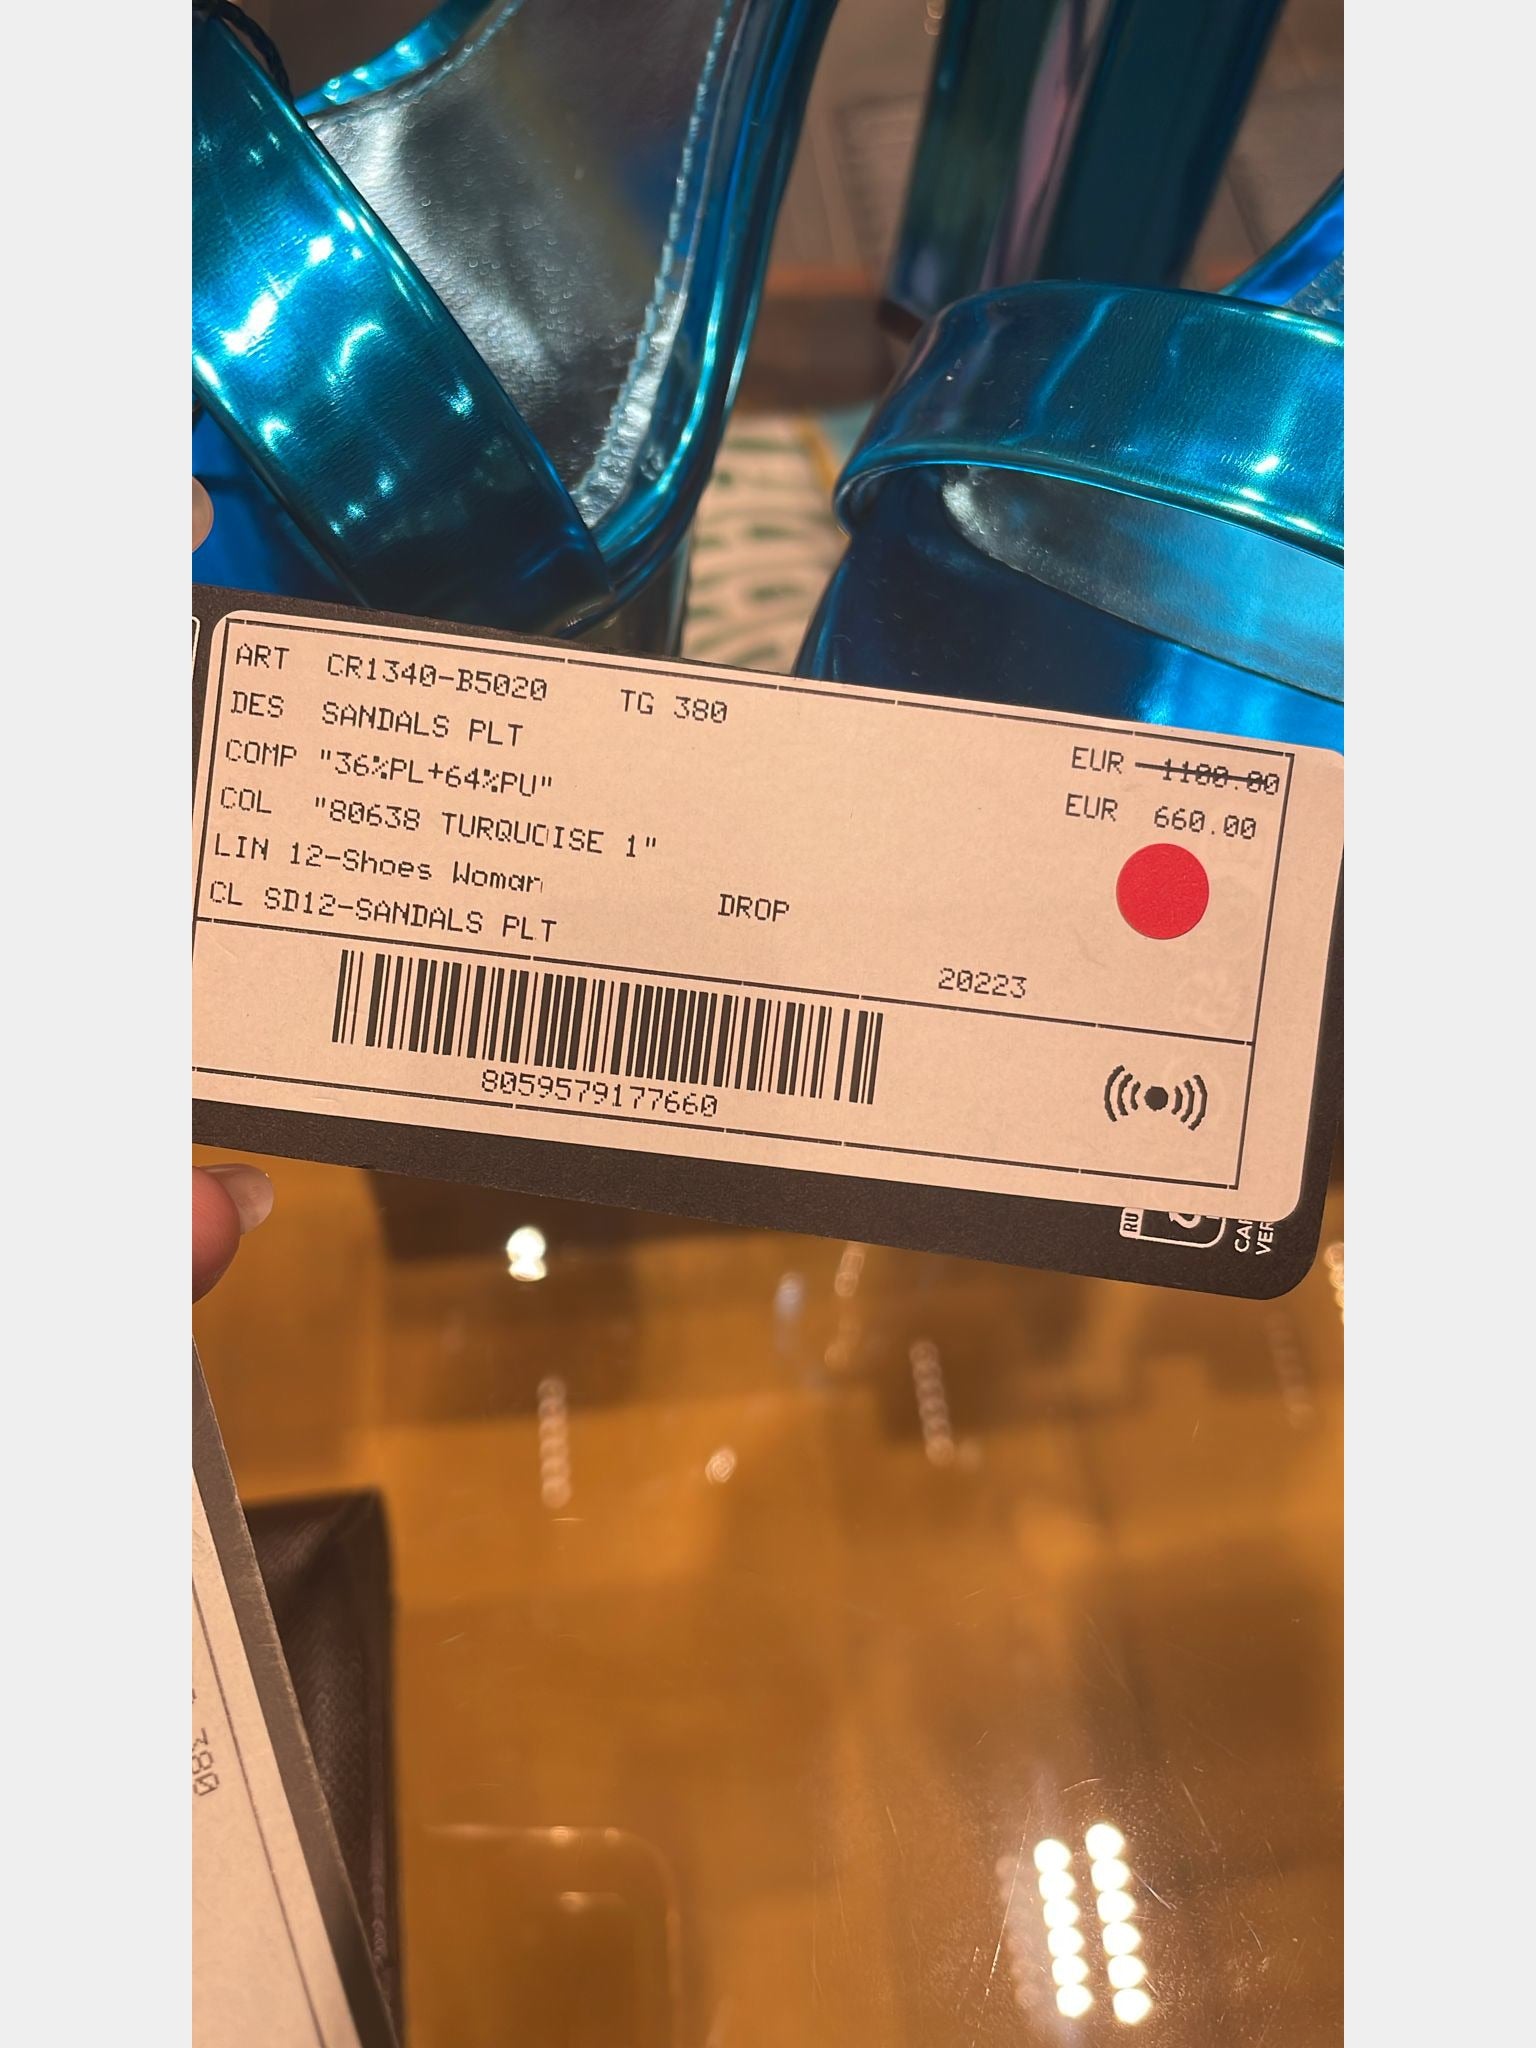 ART CR1340-B5020 TG 380
DES SANDALS PLT
COMP "36%PL+64%PU"
EUR 1100.00
COL "80638 TURQUOISE 1"
EUR 660.00
LIN 12-Shoes Woman
CL SD12-SANDALS PLT
DROP
20223
8059579177660
380